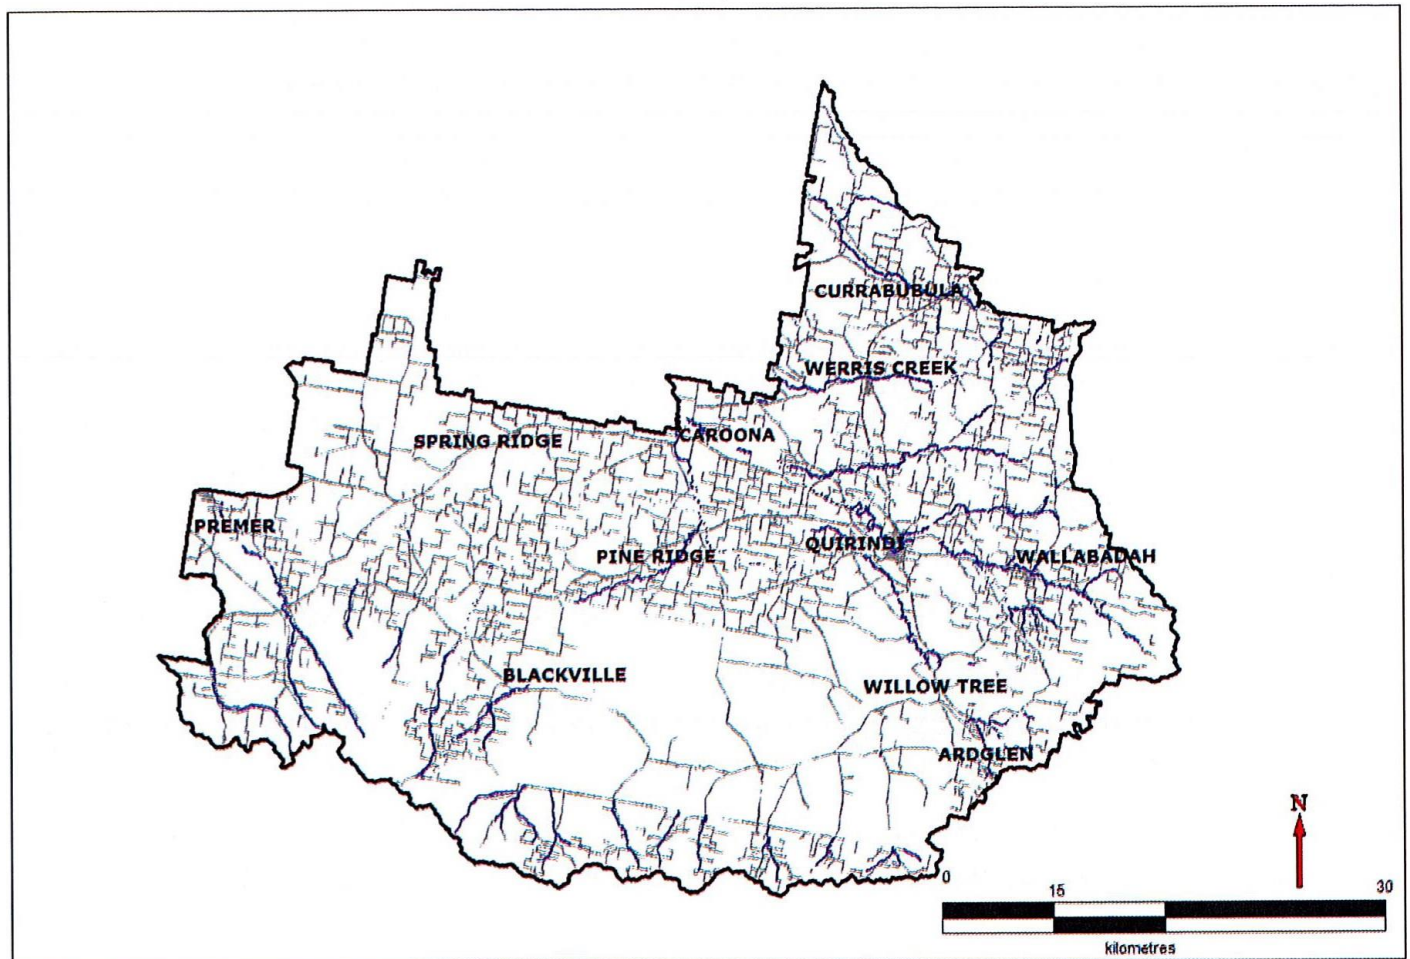 CURRABUBULA
WERRIS CREEK
CAROONA
SPRING RIDGE
PREMER
QUIRINDI
PINE RIDGE
WALLABADAH
BLACKVILLE
WILLOW TREE
ARDGLEN
N
0 15 30
kilometres